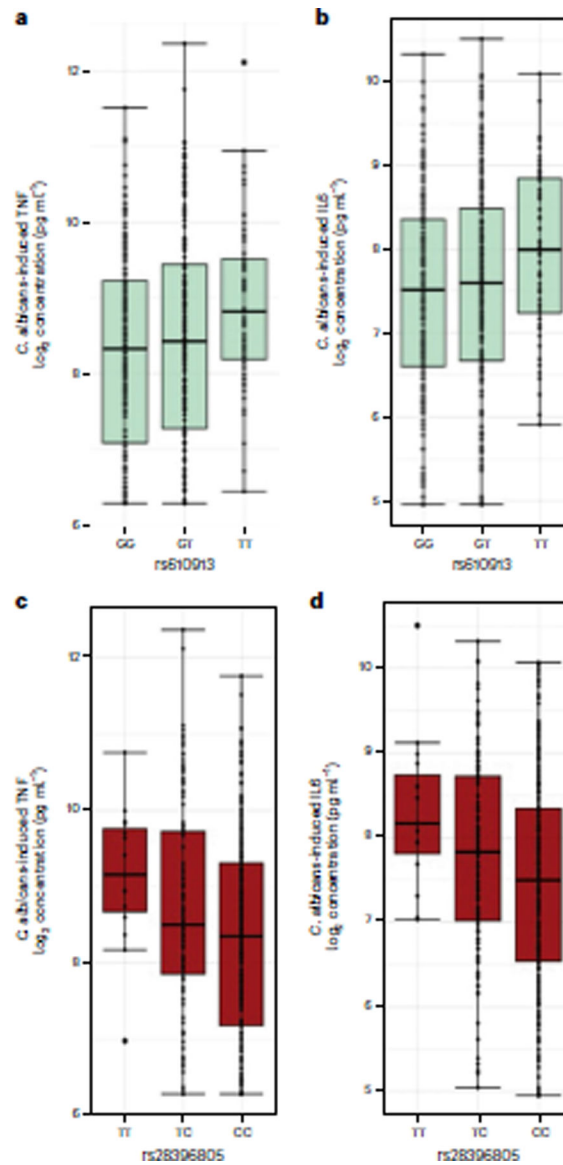 a
C. albicans-induced TNF
log₂ concentration (pg ml⁻¹)
12
10
8
6
GG GT TT
rs610913
b
C. albicans-induced IL6
log₂ concentration (pg ml⁻¹)
10
9
8
7
6
5
GG GT TT
rs610913
c
C. albicans-induced TNF
log₂ concentration (pg ml⁻¹)
12
10
8
6
TT TC CC
rs28396805
d
C. albicans-induced IL6
log₂ concentration (pg ml⁻¹)
10
9
8
7
6
5
TT TC CC
rs28396805